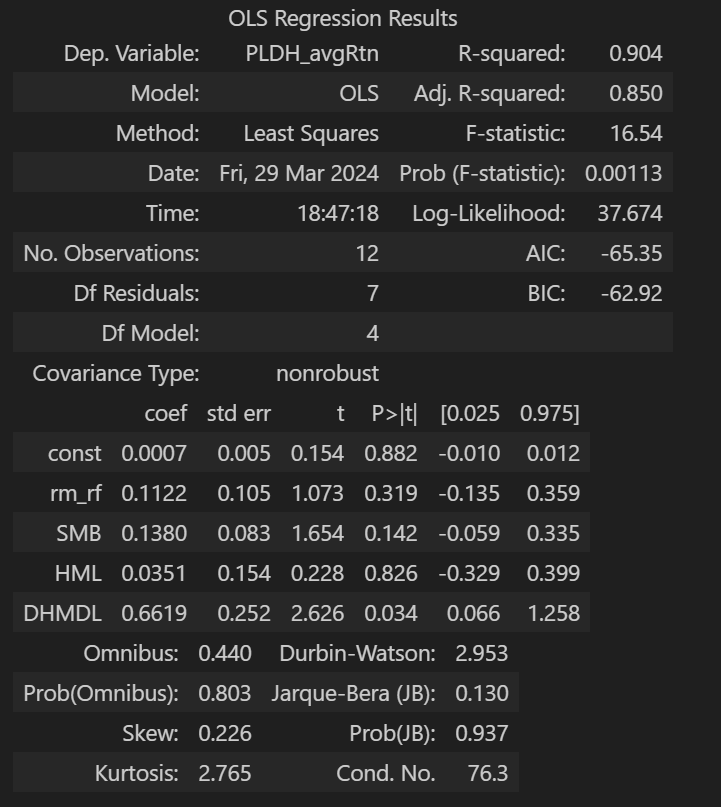 OLS Regression Results
Dep. Variable: PLDH_avgRtn R-squared: 0.904
Model: OLS Adj. R-squared: 0.850
Method: Least Squares F-statistic: 16.54
Date: Fri, 29 Mar 2024 Prob (F-statistic): 0.00113
Time: 18:47:18 Log-Likelihood: 37.674
No. Observations: 12 AIC: -65.35
Df Residuals: 7 BIC: -62.92
Df Model: 4
Covariance Type: nonrobust
coef std err t P>|t| [0.025 0.975]
const 0.0007 0.005 0.154 0.882 -0.010 0.012
rm_rf 0.1122 0.105 1.073 0.319 -0.135 0.359
SMB 0.1380 0.083 1.654 0.142 -0.059 0.335
HML 0.0351 0.154 0.228 0.826 -0.329 0.399
DHMDL 0.6619 0.252 2.626 0.034 0.066 1.258
Omnibus: 0.440 Durbin-Watson: 2.953
Prob(Omnibus): 0.803 Jarque-Bera (JB): 0.130
Skew: 0.226 Prob(JB): 0.937
Kurtosis: 2.765 Cond. No. 76.3